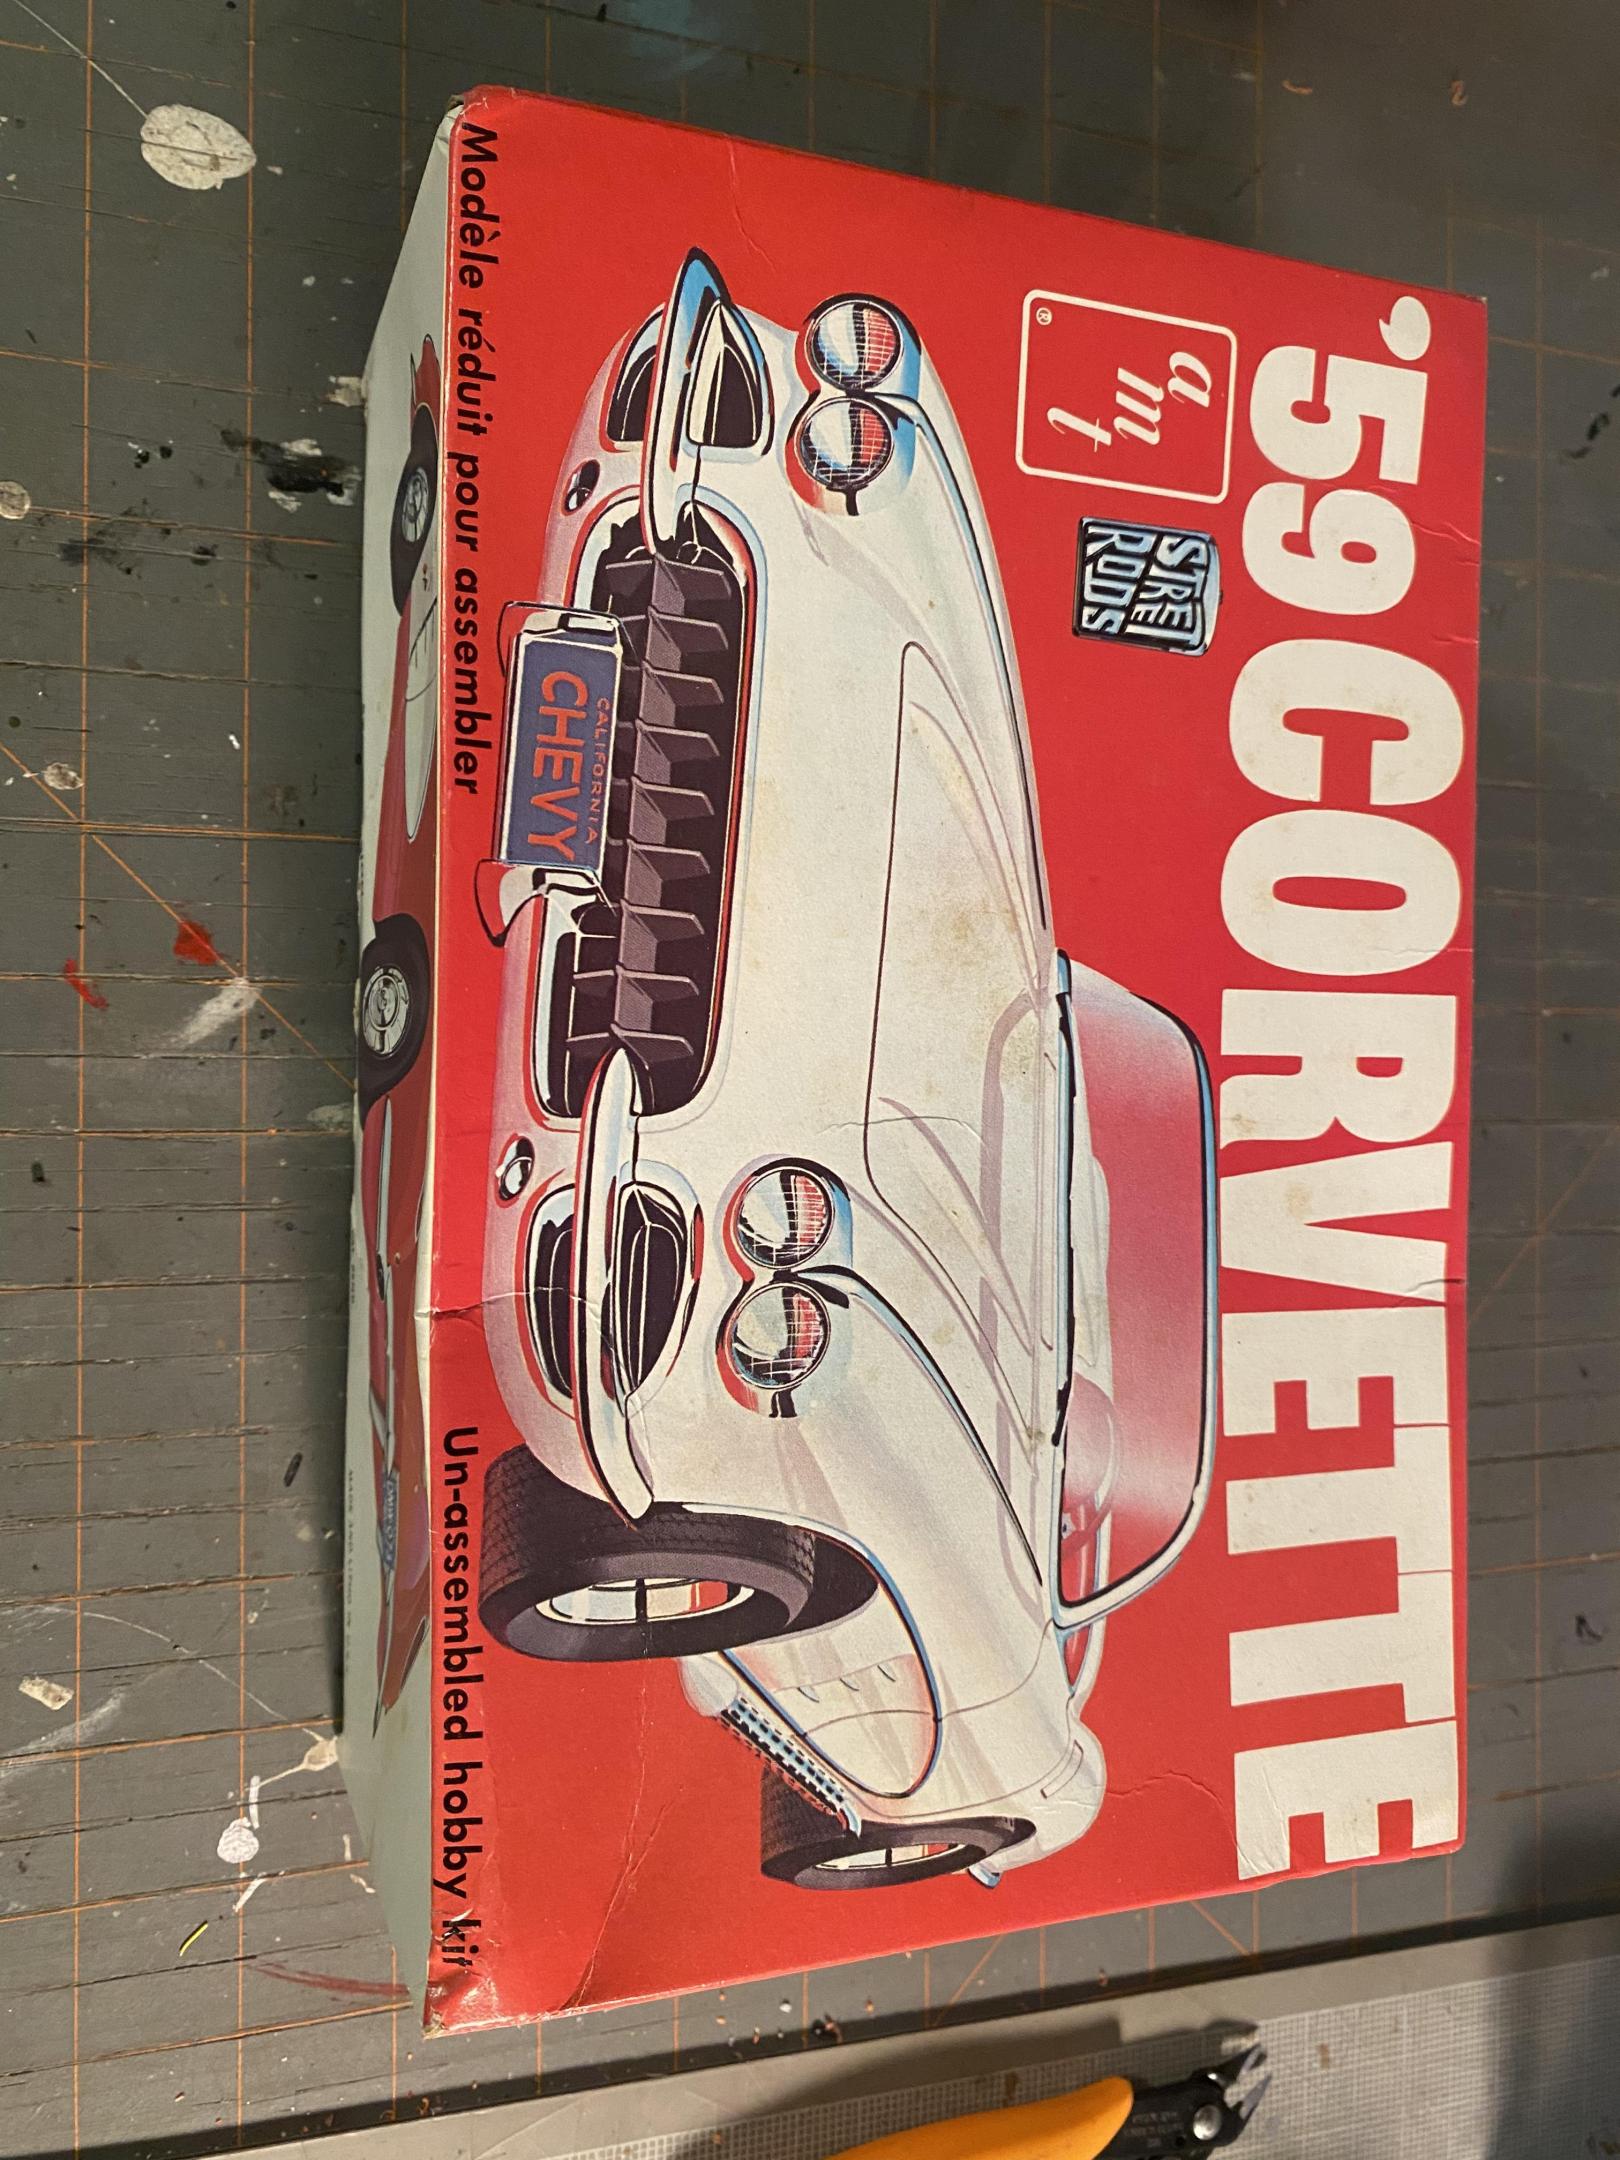 '59 CORVETTE
amt
®
STREET
RODS
CALIFORNIA
CHEVY
Modèle réduit pour assembler
Un-assembled hobby kit